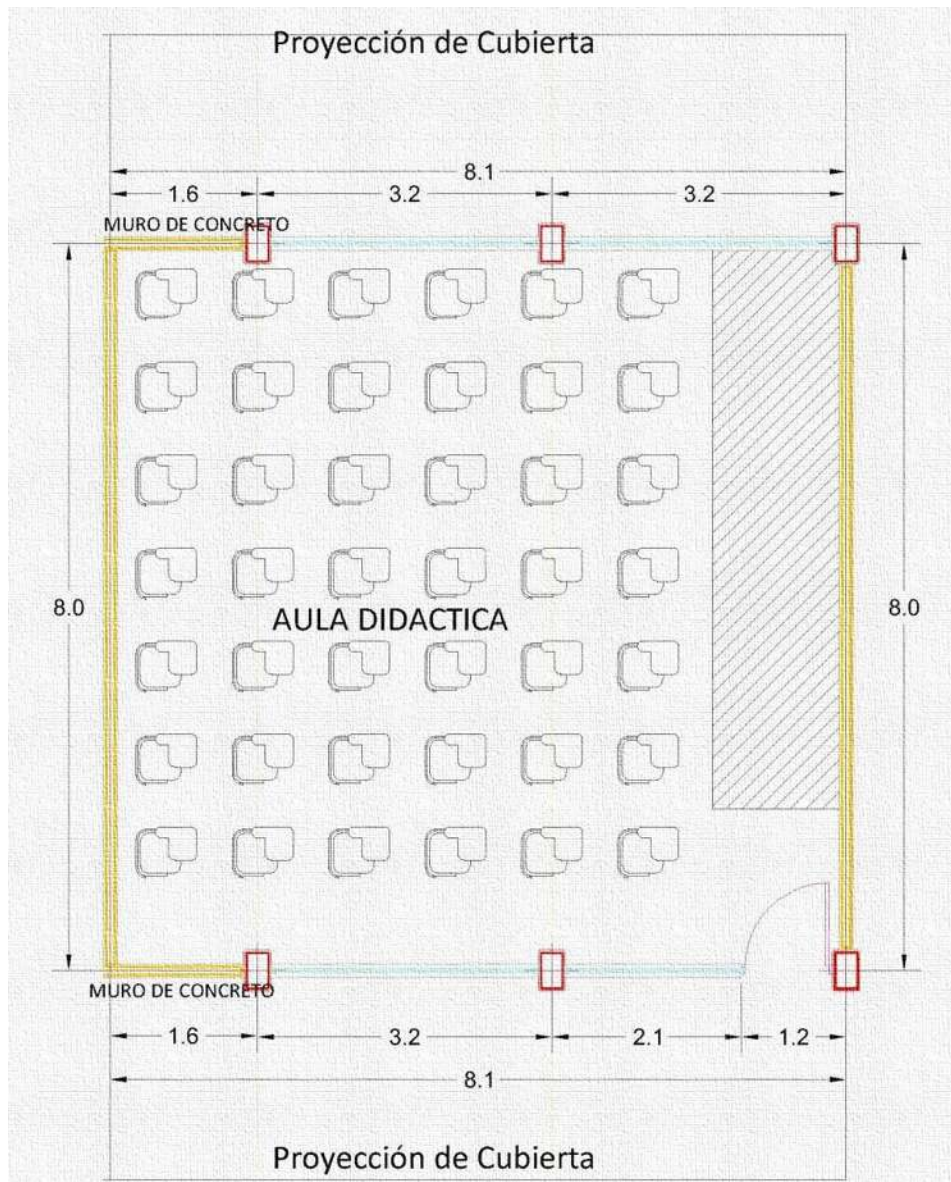 Proyección de Cubierta
8.1
1.6 3.2 3.2
MURO DE CONCRETO
8.0 8.0
AULA DIDACTICA
MURO DE CONCRETO
1.6 3.2 2.1 1.2
8.1
Proyección de Cubierta